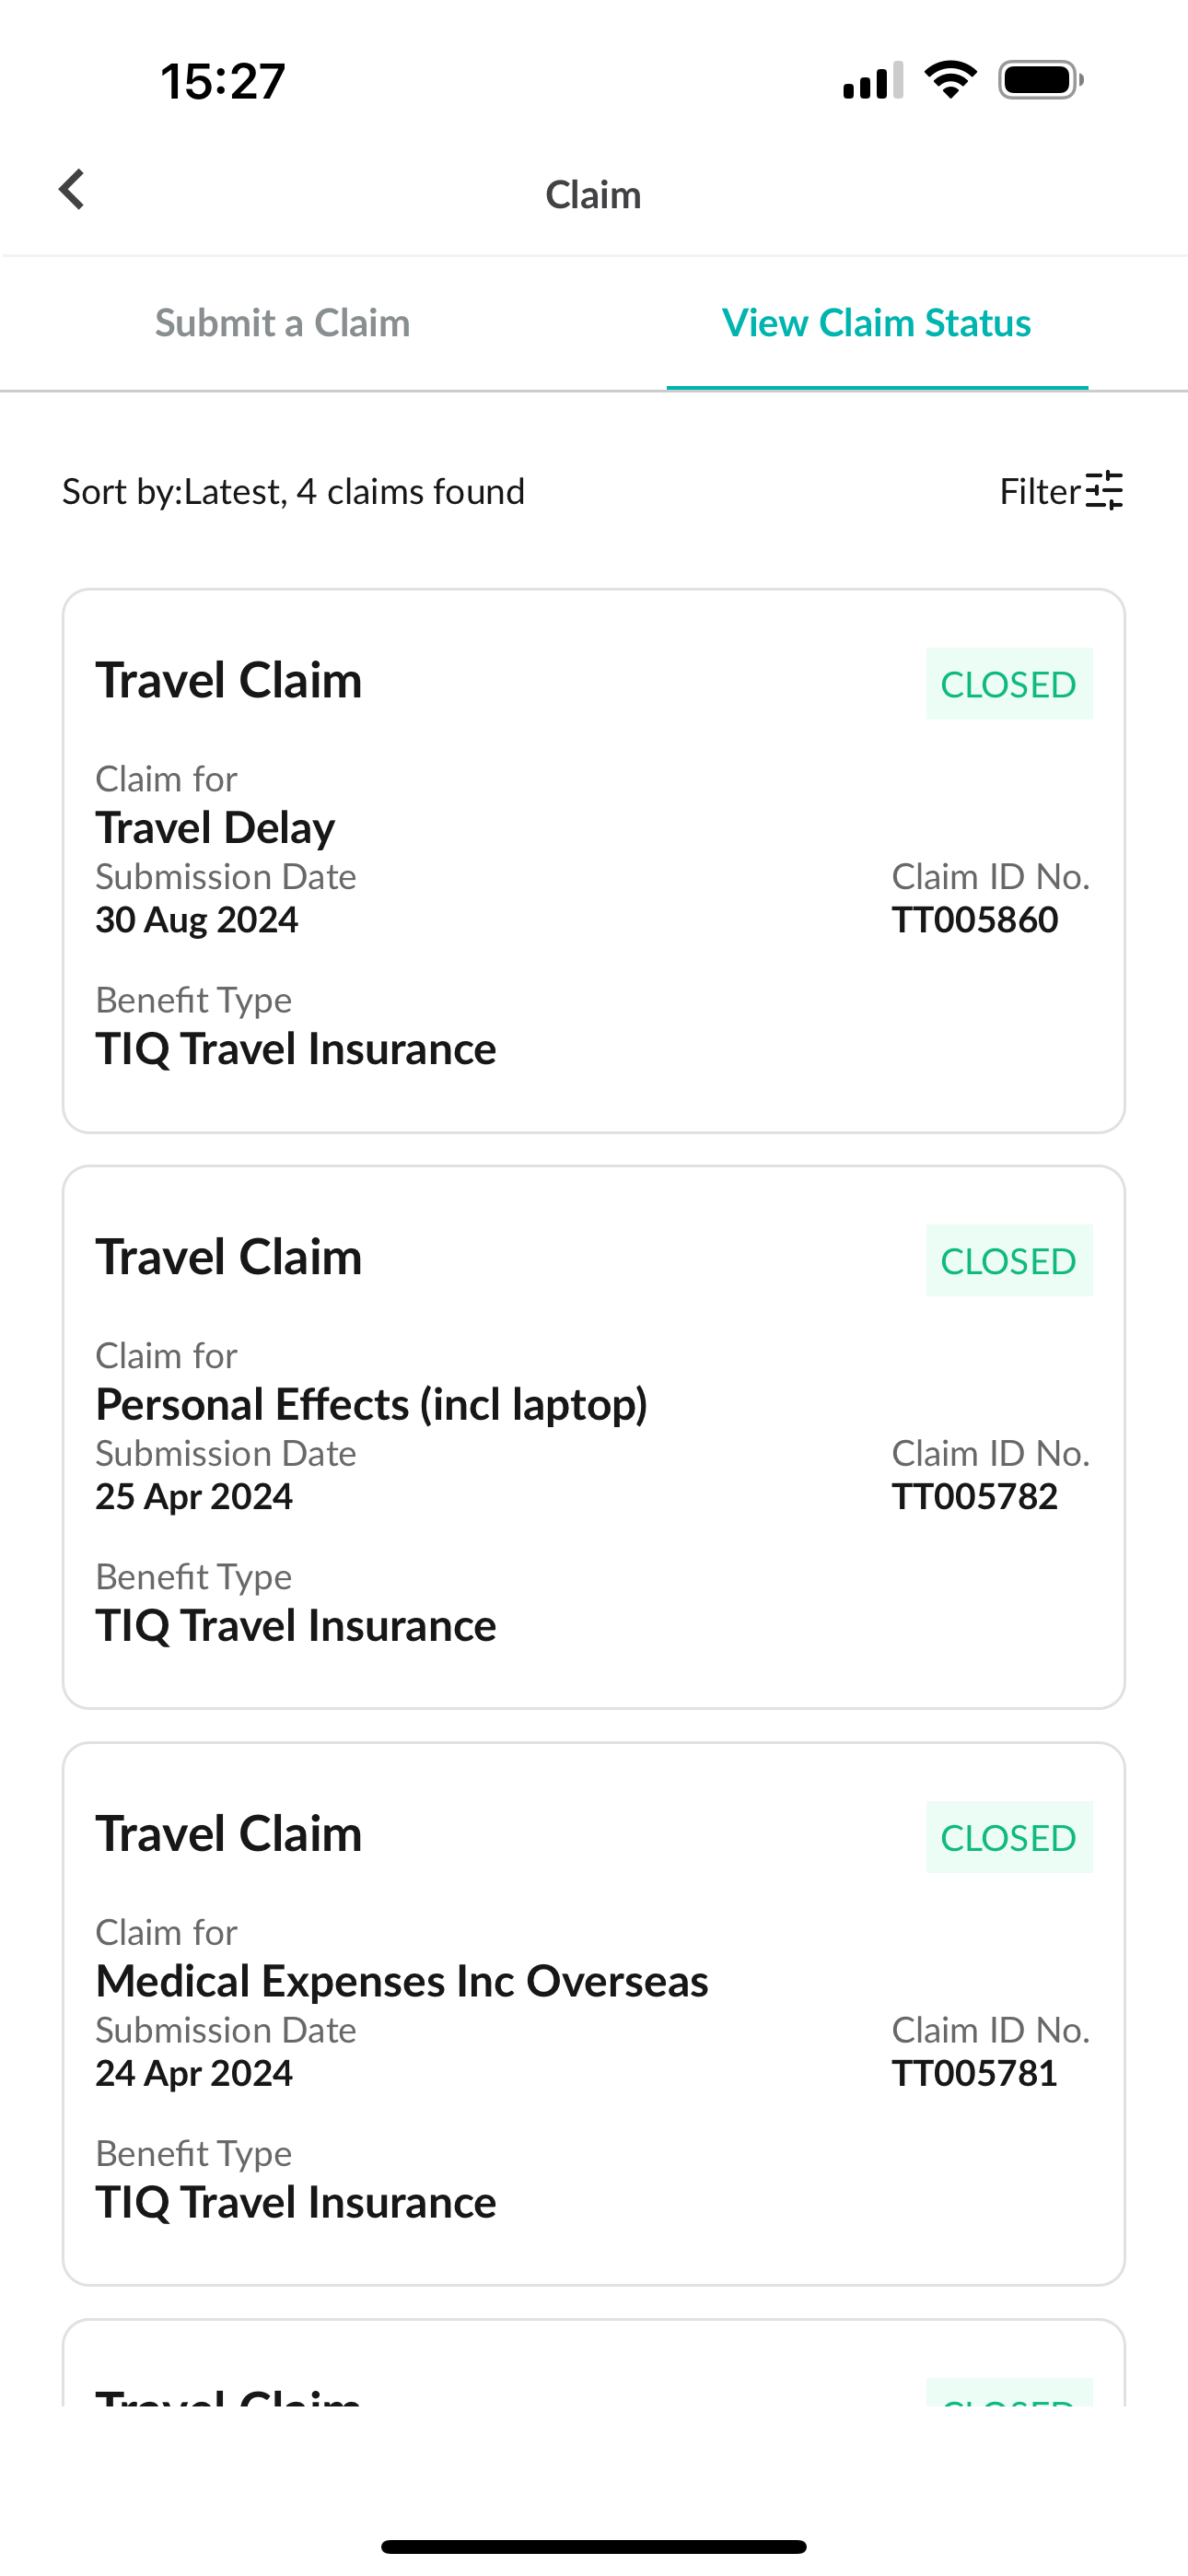 15:27
Claim
Submit a Claim
View Claim Status
Sort by:Latest, 4 claims found
Filter
Travel Claim
CLOSED
Claim for
Travel Delay
Submission Date
Claim ID No.
30 Aug 2024
TT005860
Benefit Type
TIQ Travel Insurance
Travel Claim
CLOSED
Claim for
Personal Effects (incl laptop)
Submission Date
Claim ID No.
25 Apr 2024
TT005782
Benefit Type
TIQ Travel Insurance
Travel Claim
CLOSED
Claim for
Medical Expenses Inc Overseas
Submission Date
Claim ID No.
24 Apr 2024
TT005781
Benefit Type
TIQ Travel Insurance
Travel Claim
CLOSED